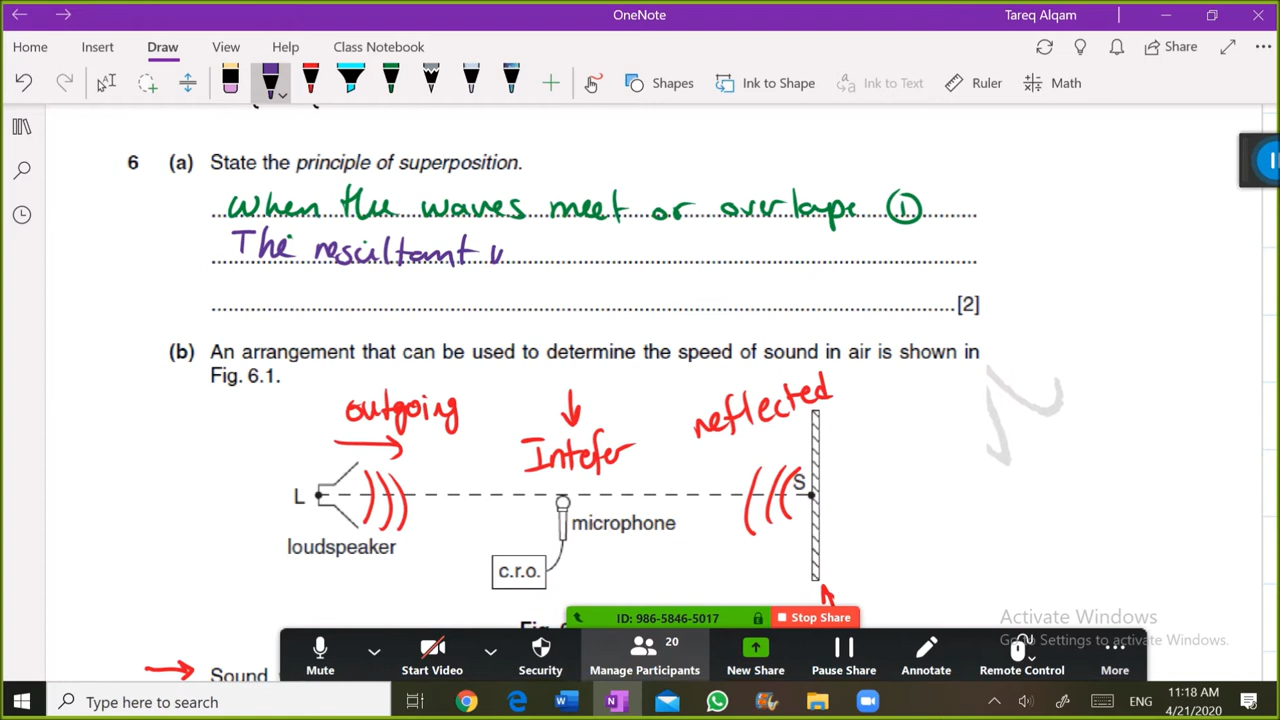 OneNote
Tareq Alqam
Home Insert Draw View Help Class Notebook Share
Shapes Ink to Shape Ink to Text Ruler Math
6 (a) State the principle of superposition.
When the waves meet or overlape ①
The resultant
[2]
(b) An arrangement that can be used to determine the speed of sound in air is shown in
Fig. 6.1.
outgoing
reflected
Intefer
L
S
microphone
loudspeaker
c.r.o.
ID: 986-5846-5017 Stop Share
Activate Windows
Go to Settings to activate Windows.
20
Mute Start Video Security Manage Participants New Share Pause Share Annotate Remote Control More
Sound
Type here to search
ENG
11:18 AM
4/21/2020